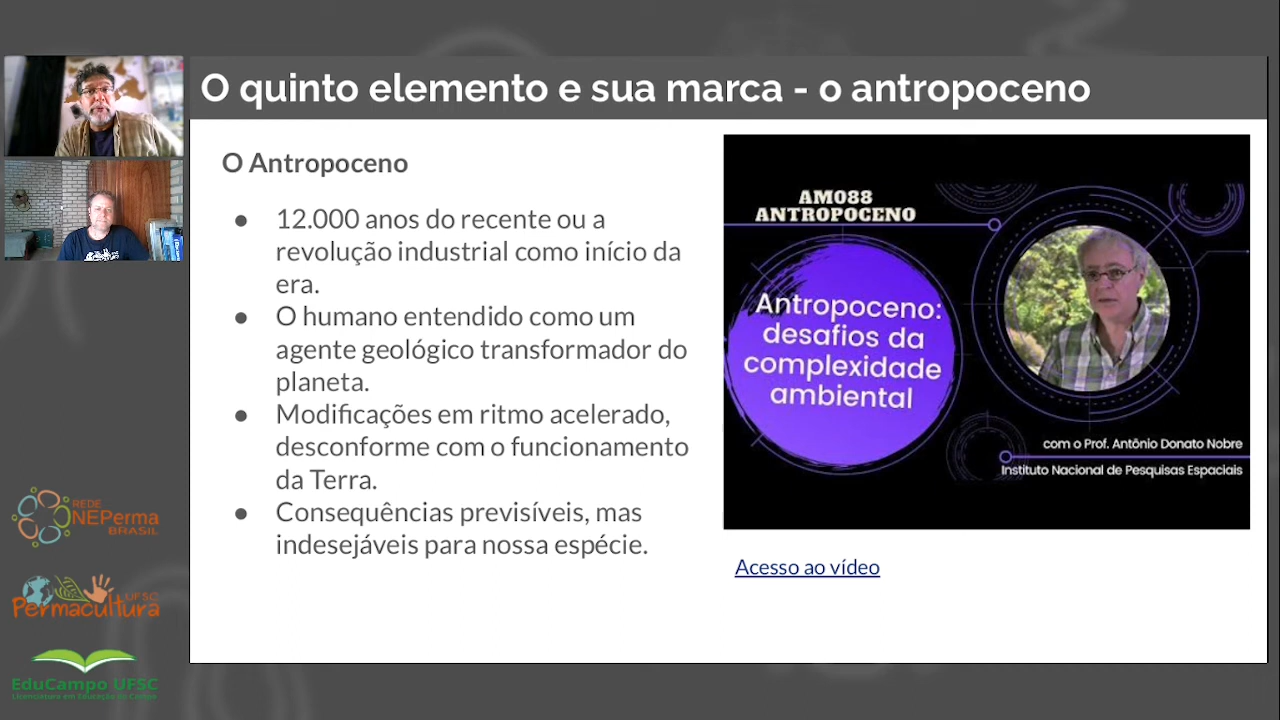 O quinto elemento e sua marca - o antropoceno
O Antropoceno
● 12.000 anos do recente ou a
revolução industrial como início da
era.
● O humano entendido como um
agente geológico transformador do
planeta.
● Modificações em ritmo acelerado,
desconforme com o funcionamento
da Terra.
● Consequências previsíveis, mas
indesejáveis para nossa espécie.
AM088
ANTROPOCENO
Antropoceno:
desafios da
complexidade
ambiental
com o Prof. Antônio Donato Nobre
Instituto Nacional de Pesquisas Espaciais
Acesso ao vídeo
REDE
NEPerma
BRASIL
UFSC
Permacultura
EduCampo UFSC
Licenciatura em Educação do Campo